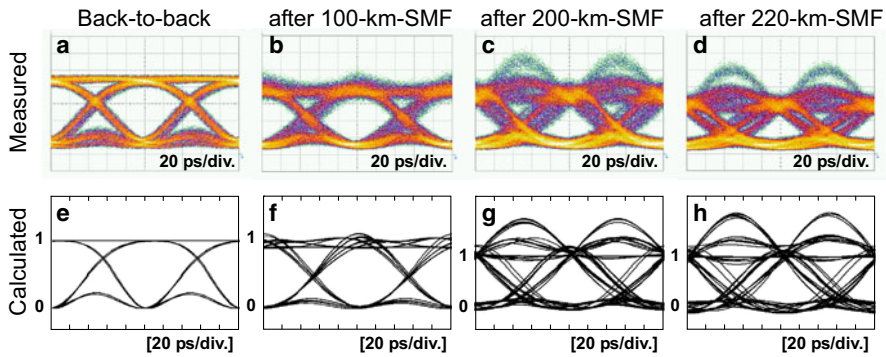 Back-to-back after 100-km-SMF after 200-km-SMF after 220-km-SMF
Measured
a b c d
20 ps/div. 20 ps/div. 20 ps/div. 20 ps/div.
Calculated
e f g h
1 1 1 1
0 0 0 0
[20 ps/div.] [20 ps/div.] [20 ps/div.] [20 ps/div.]